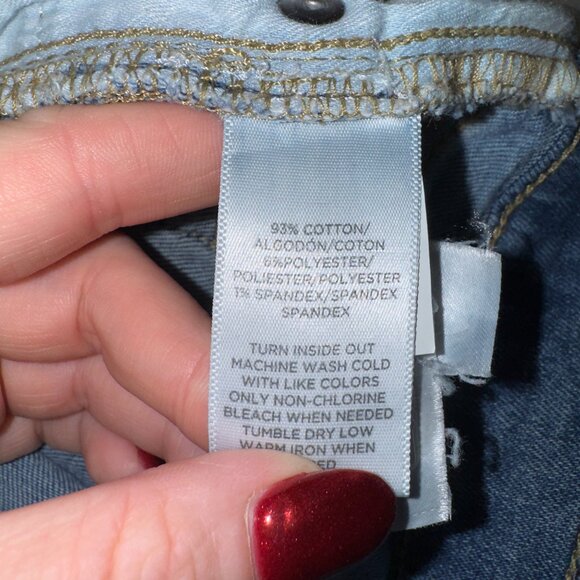 93% COTTON/
ALGODÓN/COTON
6%POLYESTER/
POLIESTER/POLYESTER
1% SPANDEX/SPANDEX
SPANDEX
TURN INSIDE OUT
MACHINE WASH COLD
WITH LIKE COLORS
ONLY NON-CHLORINE
BLEACH WHEN NEEDED
TUMBLE DRY LOW
WARM IRON WHEN